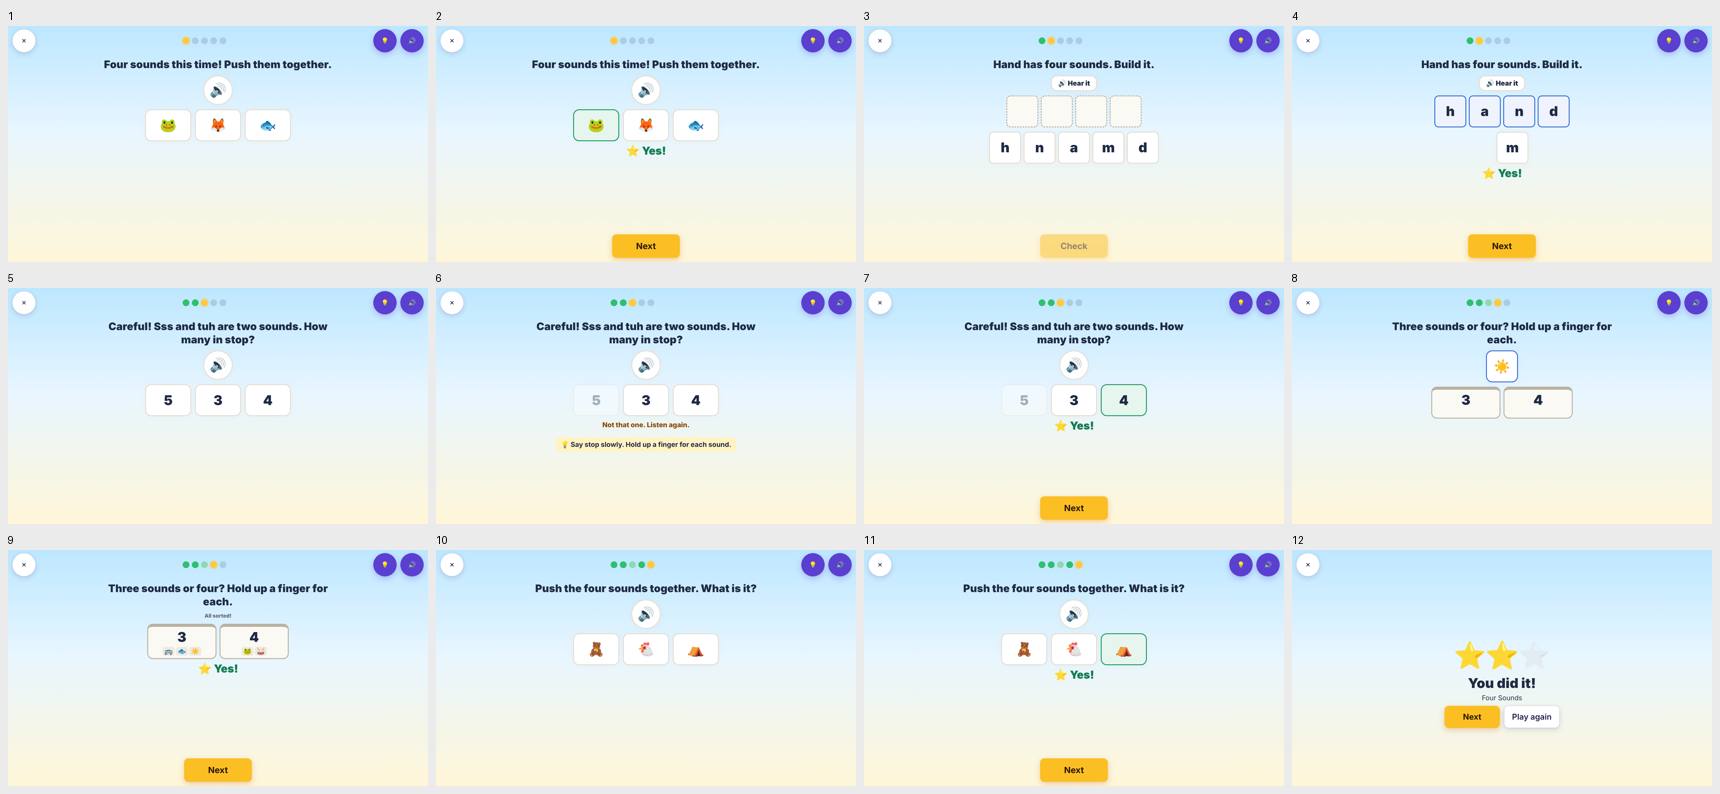 1
2
3
4
Four sounds this time! Push them together.
Four sounds this time! Push them together.
Yes!
Next
Hand has four sounds. Build it.
Hear it
h n a m d
Check
Hand has four sounds. Build it.
Hear it
h a n d
m
Yes!
Next
5
6
7
8
Careful! Sss and tuh are two sounds. How
many in stop?
5 3 4
Careful! Sss and tuh are two sounds. How
many in stop?
5 3 4
Not that one. Listen again.
Say stop slowly. Hold up a finger for each sound.
Careful! Sss and tuh are two sounds. How
many in stop?
5 3 4
Yes!
Next
Three sounds or four? Hold up a finger for
each.
3 4
9
10
11
12
Three sounds or four? Hold up a finger for
each.
All sorted!
3 4
Yes!
Next
Push the four sounds together. What is it?
Push the four sounds together. What is it?
Yes!
Next
You did it!
Four Sounds
Next Play again